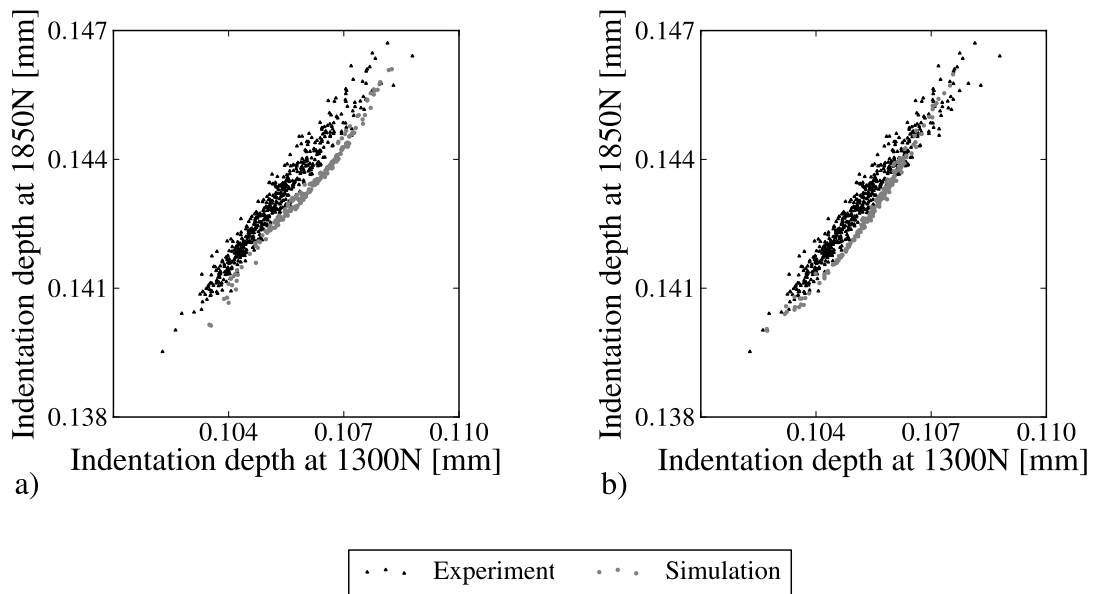 Indentation depth at 1850N [mm]
0.147
0.144
0.141
0.138
0.104 0.107 0.110
Indentation depth at 1300N [mm]
a)
Indentation depth at 1850N [mm]
0.147
0.144
0.141
0.138
0.104 0.107 0.110
Indentation depth at 1300N [mm]
b)
Experiment Simulation